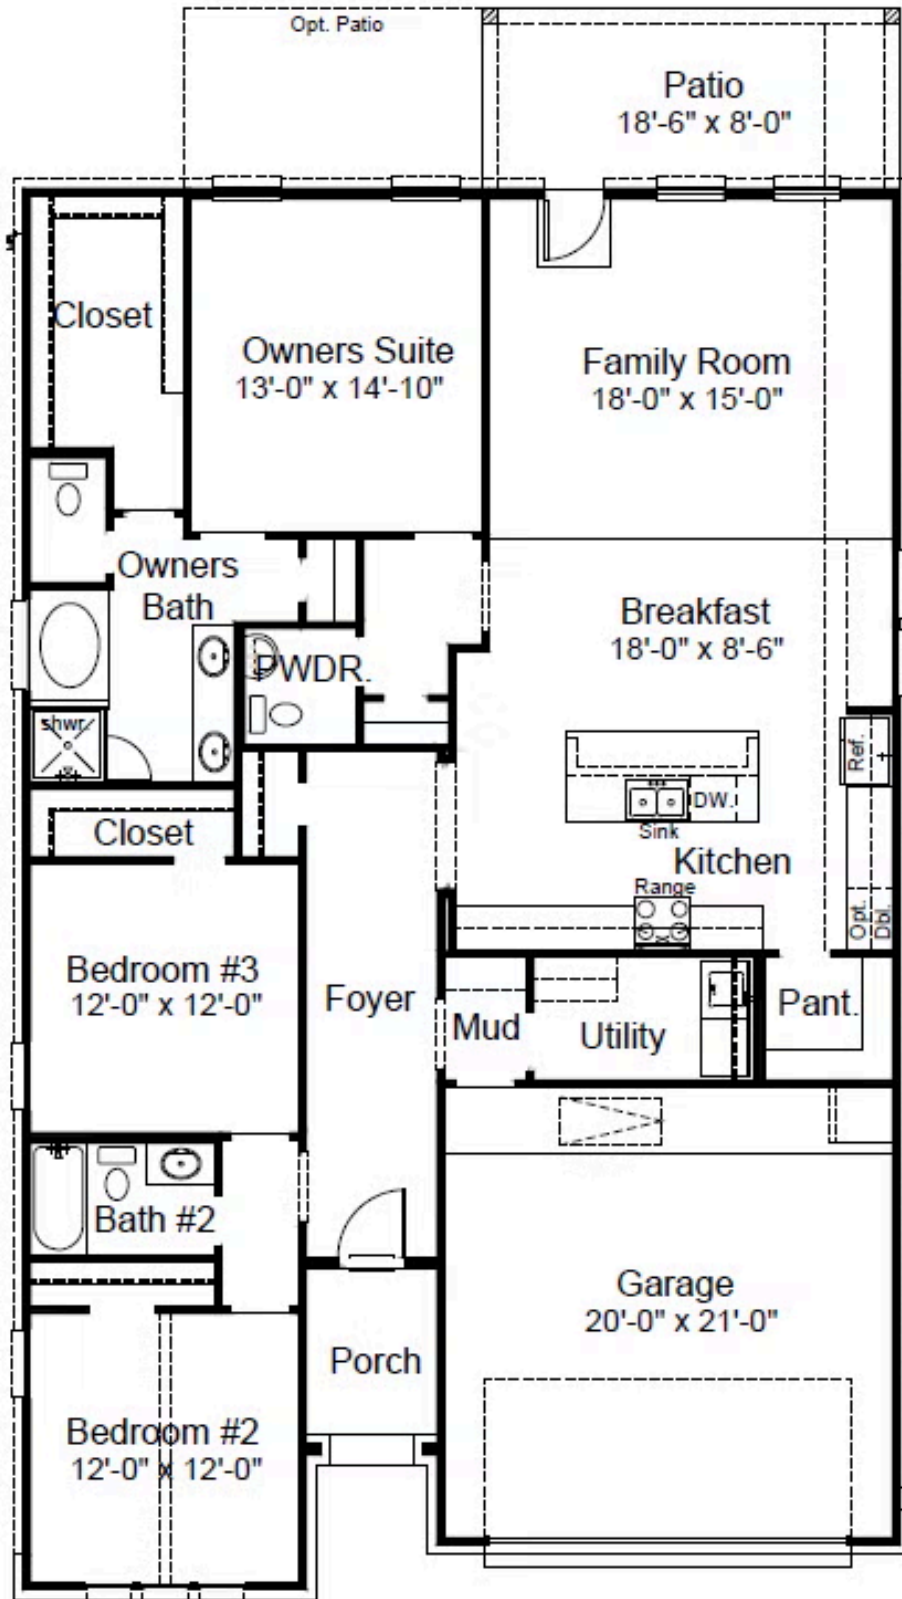 Opt. Patio
Patio
18'-6" x 8'-0"
Closet
Owners Suite
13'-0" x 14'-10"
Family Room
18'-0" x 15'-0"
Owners
Bath
Breakfast
18'-0" x 8'-6"
PWDR.
shwr.
Ref.
DW.
Sink
Closet
Kitchen
Range
Opt.
Dbl.
Bedroom #3
12'-0" x 12'-0"
Foyer
Mud
Utility
Pant.
Bath #2
Garage
20'-0" x 21'-0"
Porch
Bedroom #2
12'-0" x 12'-0"